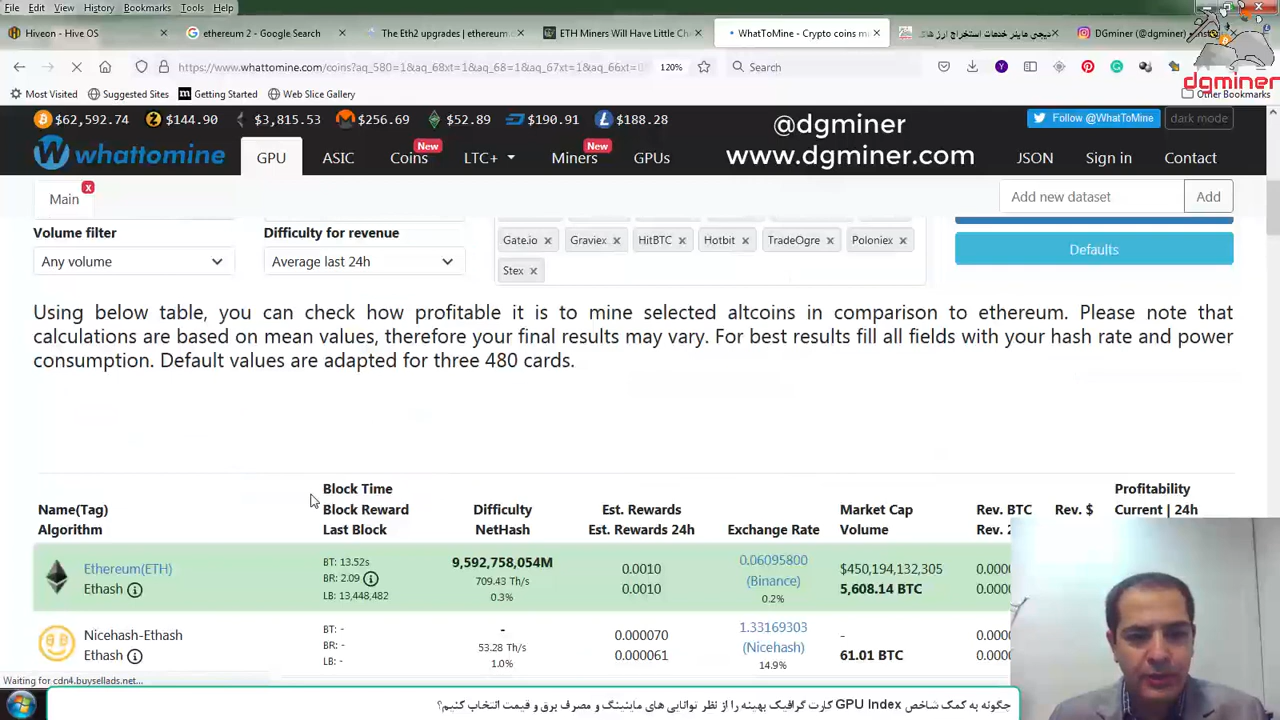 File Edit View History Bookmarks Tools Help
Hiveon - Hive OS
ethereum 2 - Google Search
The Eth2 upgrades | ethereum.o
ETH Miners Will Have Little Ch
WhatToMine - Crypto coins m
دیجی ماینر خدمات استخراج ارز های
DGminer (@dgminer)
https://www.whattomine.com/coins?aq_580=1&aq_68xt=1&aq_68=1&aq_67xt=1&aq_66xt=
120%
Search
dgminer
Most Visited
Suggested Sites
Getting Started
Web Slice Gallery
Other Bookmarks
$62,592.74 $144.90 $3,815.53 $256.69 $52.89 $190.91 $188.28
@dgminer
Follow @WhatToMine
dark mode
whattomine
GPU
ASIC
Coins
New
LTC+
Miners
New
GPUs
www.dgminer.com
JSON
Sign in
Contact
Main
x
Add new dataset
Add
Volume filter
Difficulty for revenue
Gate.io Graviex HitBTC Hotbit TradeOgre Poloniex
Defaults
Any volume
Average last 24h
Stex
Using below table, you can check how profitable it is to mine selected altcoins in comparison to ethereum. Please note that
calculations are based on mean values, therefore your final results may vary. For best results fill all fields with your hash rate and power
consumption. Default values are adapted for three 480 cards.
Name(Tag)
Algorithm
Block Time
Block Reward
Last Block
Difficulty
NetHash
Est. Rewards
Est. Rewards 24h
Exchange Rate
Market Cap
Volume
Rev. BTC
Rev.
Rev. $
Profitability
Current | 24h
Ethereum(ETH)
Ethash
BT: 13.52s
BR: 2.09
LB: 13,448,482
9,592,758,054M
709.43 Th/s
0.3%
0.0010
0.0010
0.06095800
(Binance)
0.2%
$450,194,132,305
5,608.14 BTC
Nicehash-Ethash
Ethash
BT: -
BR: -
LB: -
-
53.28 Th/s
1.0%
0.000070
0.000061
1.33169303
(Nicehash)
14.9%
-
61.01 BTC
Waiting for cdn4.buysellads.net...
چگونه به کمک شاخص GPU Index کارت گرافیک بهینه را از نظر توانایی های ماینینگ و مصرف برق و قیمت انتخاب کنیم؟